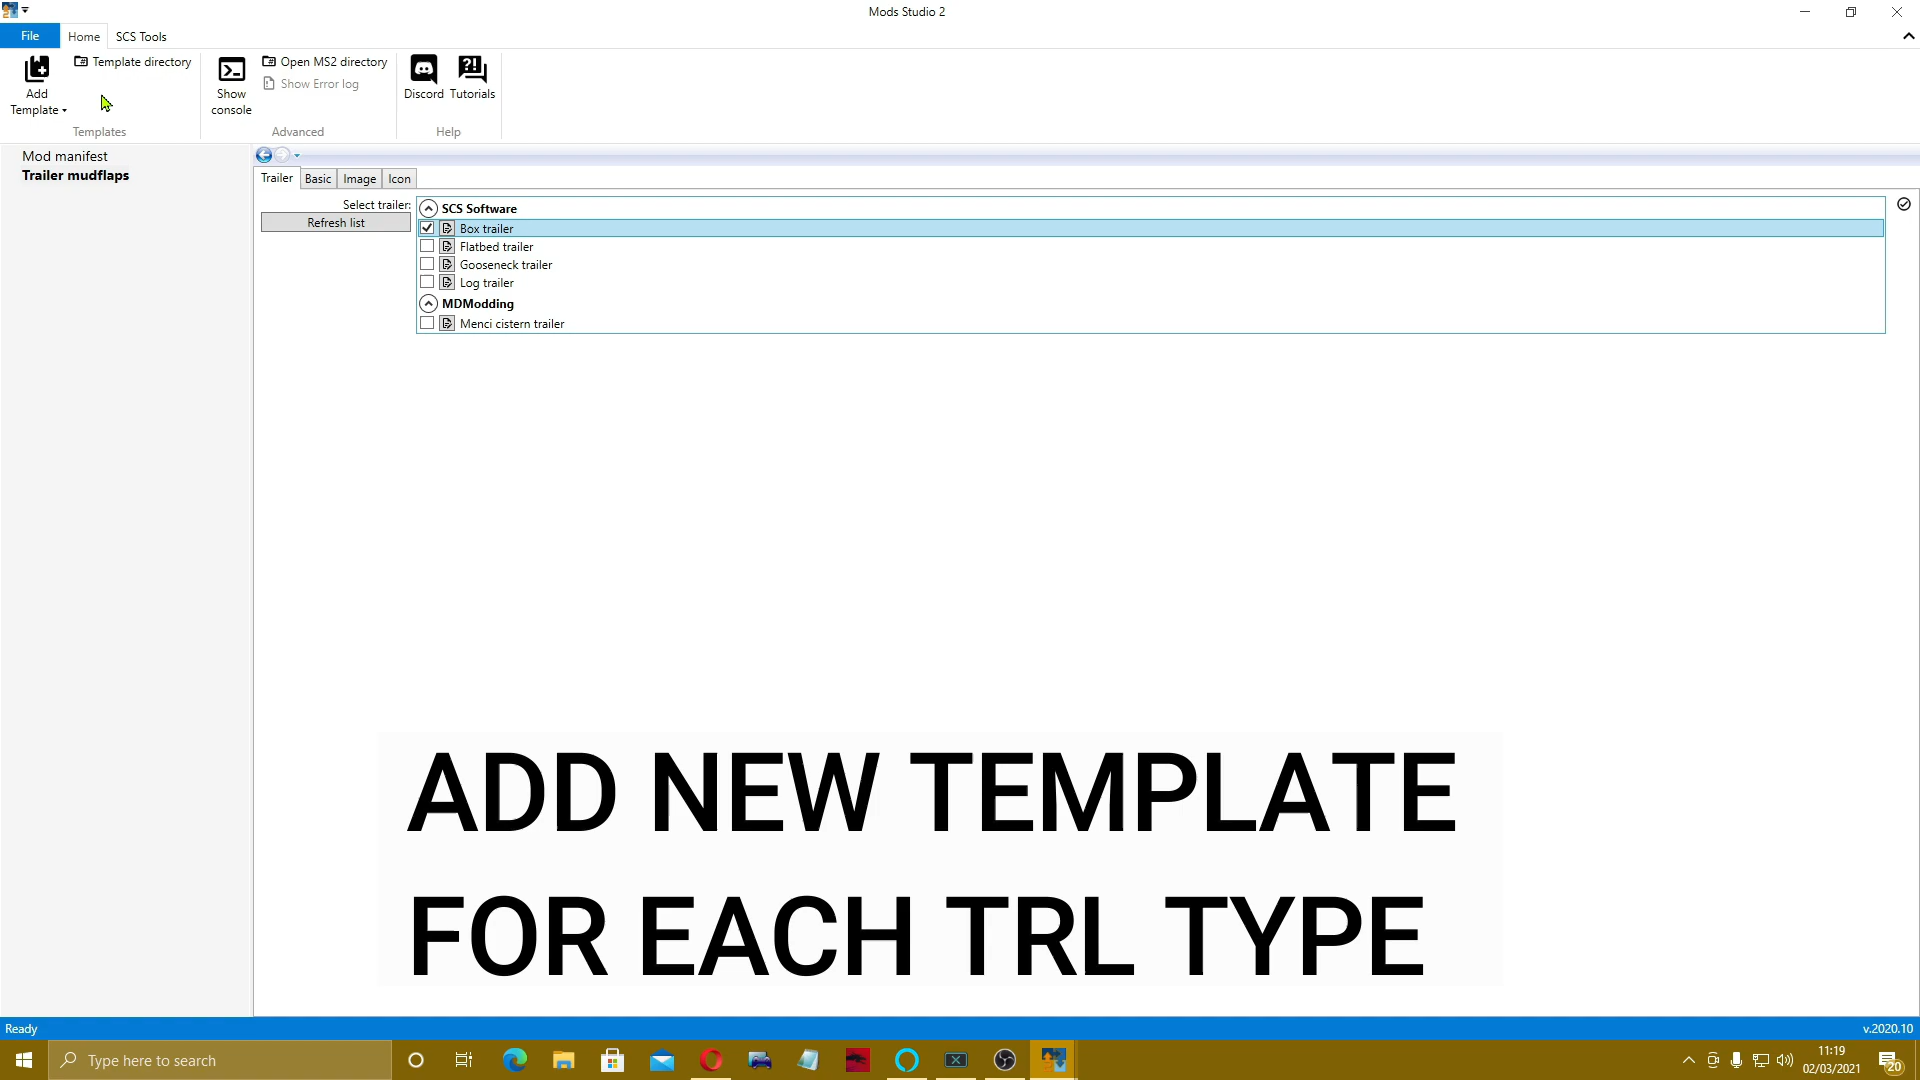 Mods Studio 2
File
Home
SCS Tools
Add
Template
Template directory
Templates
Show
console
Open MS2 directory
Show Error log
Advanced
Discord
Tutorials
Help
Mod manifest
Trailer mudflaps
Trailer
Basic
Image
Icon
Select trailer:
Refresh list
SCS Software
Box trailer
Flatbed trailer
Gooseneck trailer
Log trailer
MDModding
Menci cistern trailer
ADD NEW TEMPLATE
FOR EACH TRL TYPE
Ready
v.2020.10
Type here to search
11:19
02/03/2021
20